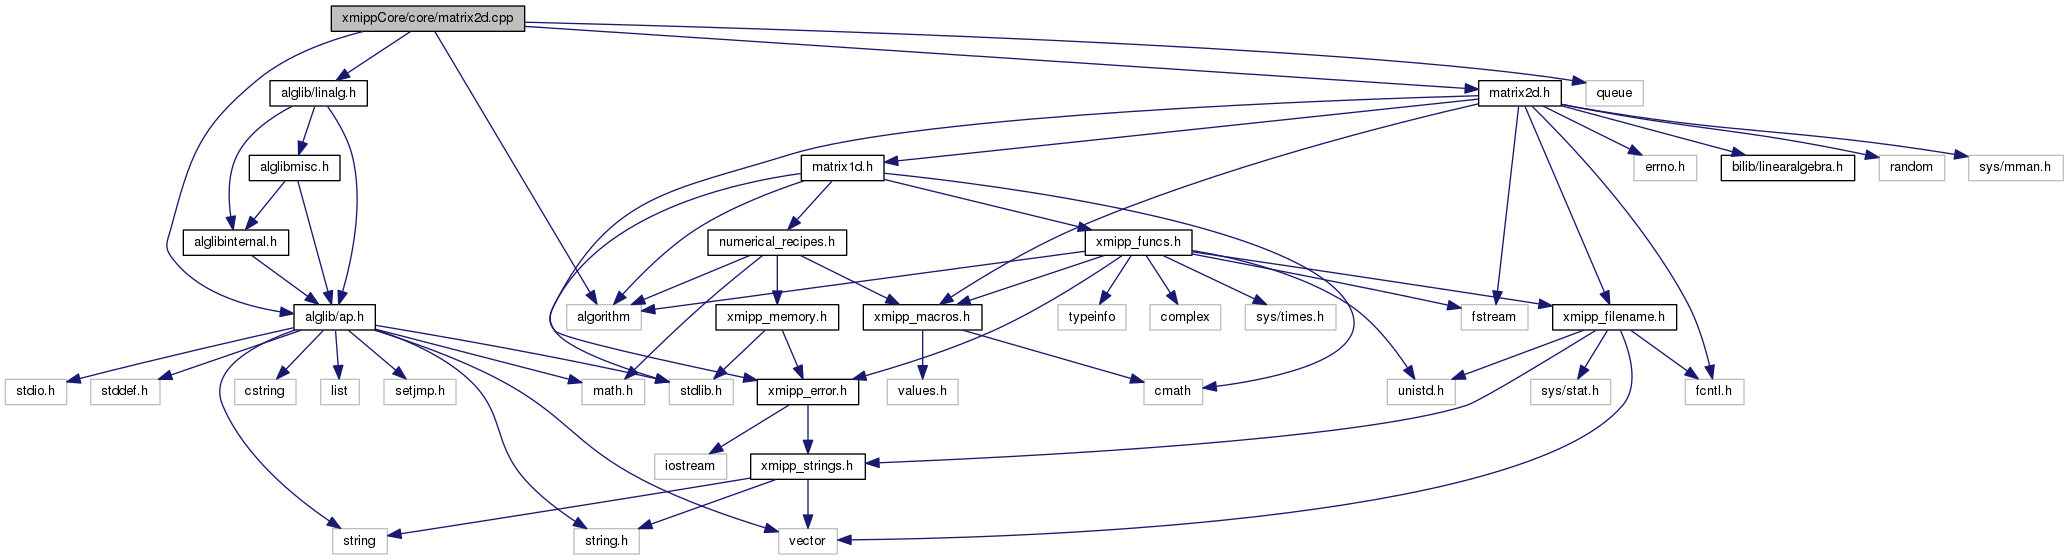 xmippCore/core/matrix2d.cpp
alglib/linalg.h
matrix2d.h
queue
alglibmisc.h
matrix1d.h
errno.h
bilib/linearalgebra.h
random
sys/mman.h
alglibinternal.h
numerical_recipes.h
xmipp_funcs.h
alglib/ap.h
algorithm
xmipp_memory.h
xmipp_macros.h
typeinfo
complex
sys/times.h
fstream
xmipp_filename.h
stdio.h
stddef.h
cstring
list
setjmp.h
math.h
stdlib.h
xmipp_error.h
values.h
cmath
unistd.h
sys/stat.h
fcntl.h
iostream
xmipp_strings.h
string
string.h
vector